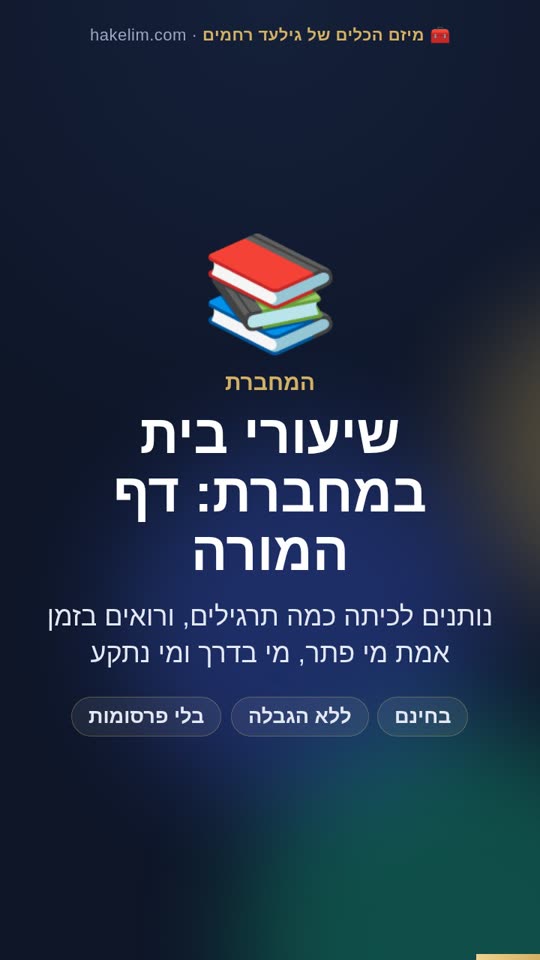 🧰 מיזם הכלים של גילעד רחמים · hakelim.com
המחברת
שיעורי בית
במחברת: דף
המורה
נותנים לכיתה כמה תרגילים, ורואים בזמן
אמת מי פתר, מי בדרך ומי נתקע
בחינם
ללא הגבלה
בלי פרסומות